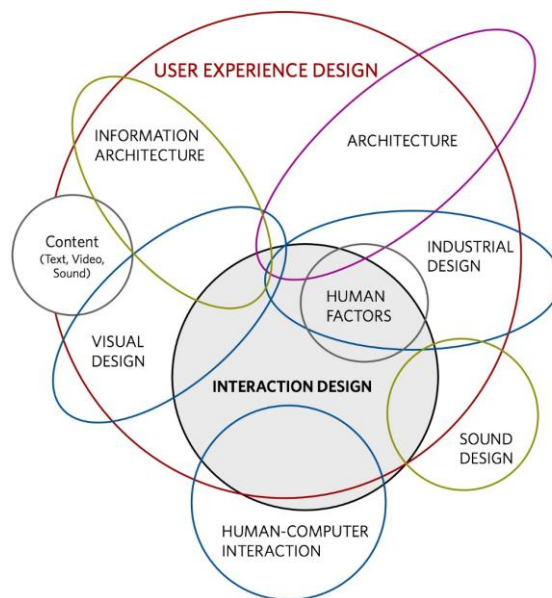 USER EXPERIENCE DESIGN
INFORMATION
ARCHITECTURE
ARCHITECTURE
Content
(Text, Video,
Sound)
INDUSTRIAL
DESIGN
HUMAN
FACTORS
VISUAL
DESIGN
INTERACTION DESIGN
SOUND
DESIGN
HUMAN-COMPUTER
INTERACTION